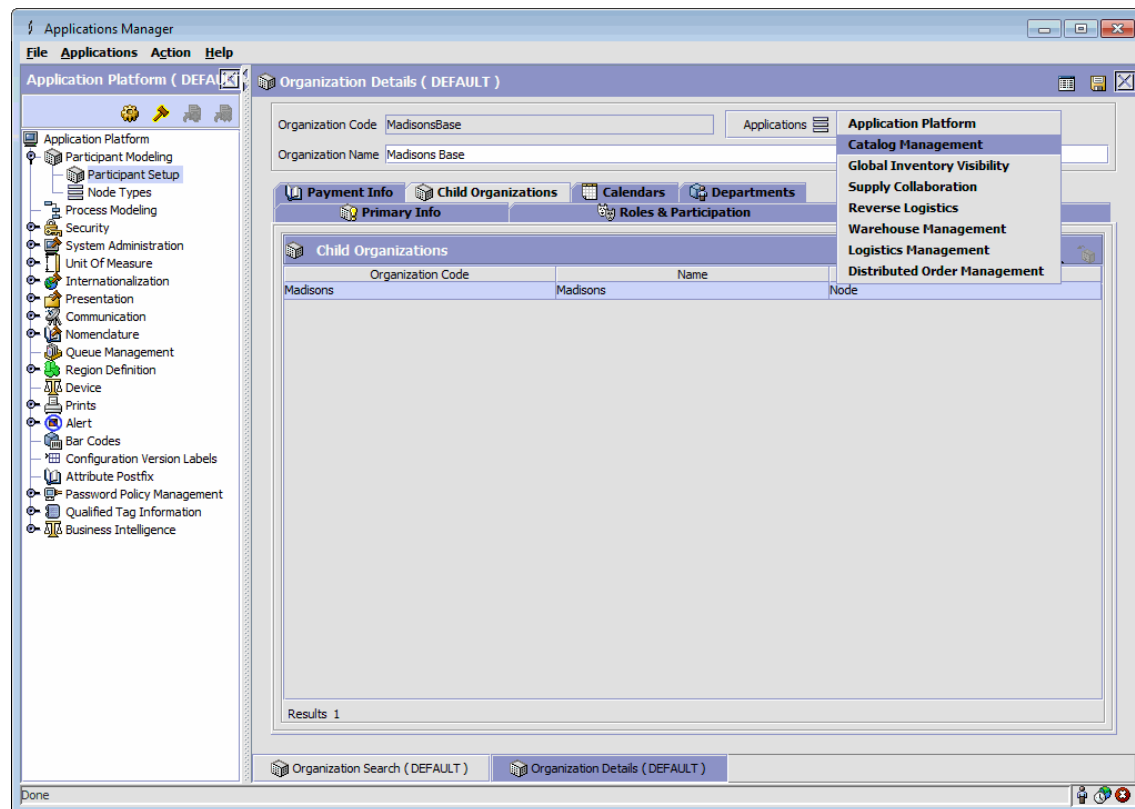 Applications Manager
File Applications Action Help
Application Platform ( DEFAU
Organization Details ( DEFAULT )
Application Platform
Participant Modeling
Participant Setup
Node Types
Process Modeling
Security
System Administration
Unit Of Measure
Internationalization
Presentation
Communication
Nomenclature
Queue Management
Region Definition
Device
Prints
Alert
Bar Codes
Configuration Version Labels
Attribute Postfix
Password Policy Management
Qualified Tag Information
Business Intelligence
Organization Code MadisonsBase Applications
Organization Name Madisons Base
Application Platform
Catalog Management
Global Inventory Visibility
Supply Collaboration
Reverse Logistics
Warehouse Management
Logistics Management
Distributed Order Management
Payment Info Child Organizations Calendars Departments
Primary Info Roles & Participation
Child Organizations
Organization Code Name
Madisons Madisons Node
Results 1
Organization Search ( DEFAULT ) Organization Details ( DEFAULT )
Done